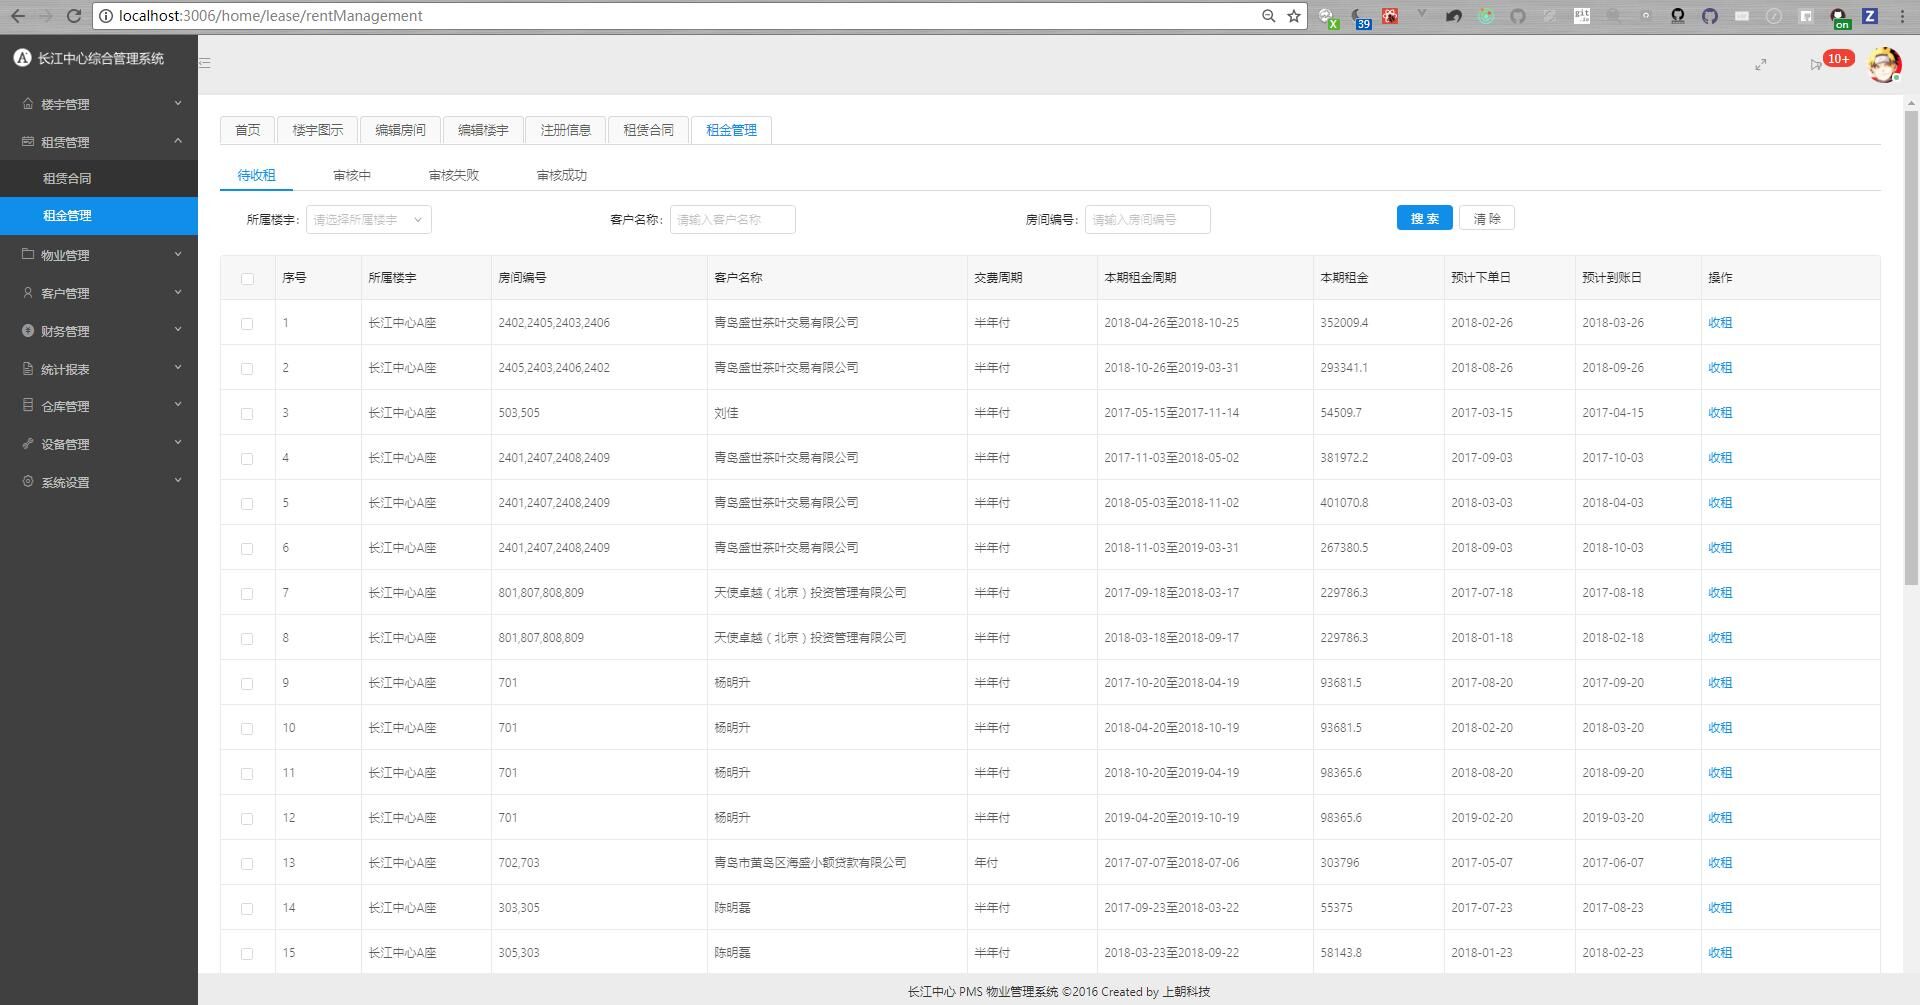 localhost:3006/home/lease/rentManagement
39
git
on
Z
长江中心综合管理系统
10+
楼宇管理
租赁管理
租赁合同
租金管理
物业管理
客户管理
财务管理
统计报表
仓库管理
设备管理
系统设置
首页 楼宇图示 编辑房间 编辑楼宇 注册信息 租赁合同 租金管理
待收租 审核中 审核失败 审核成功
所属楼宇: 请选择所属楼宇 客户名称: 请输入客户名称 房间编号: 请输入房间编号 搜 索 清 除
序号 所属楼宇 房间编号 客户名称 交费周期 本期租金周期 本期租金 预计下单日 预计到账日 操作
1 长江中心A座 2402,2405,2403,2406 青岛盛世茶叶交易有限公司 半年付 2018-04-26至2018-10-25 352009.4 2018-02-26 2018-03-26 收租
2 长江中心A座 2405,2403,2406,2402 青岛盛世茶叶交易有限公司 半年付 2018-10-26至2019-03-31 293341.1 2018-08-26 2018-09-26 收租
3 长江中心A座 503,505 刘佳 半年付 2017-05-15至2017-11-14 54509.7 2017-03-15 2017-04-15 收租
4 长江中心A座 2401,2407,2408,2409 青岛盛世茶叶交易有限公司 半年付 2017-11-03至2018-05-02 381972.2 2017-09-03 2017-10-03 收租
5 长江中心A座 2401,2407,2408,2409 青岛盛世茶叶交易有限公司 半年付 2018-05-03至2018-11-02 401070.8 2018-03-03 2018-04-03 收租
6 长江中心A座 2401,2407,2408,2409 青岛盛世茶叶交易有限公司 半年付 2018-11-03至2019-03-31 267380.5 2018-09-03 2018-10-03 收租
7 长江中心A座 801,807,808,809 天使卓越（北京）投资管理有限公司 半年付 2017-09-18至2018-03-17 229786.3 2017-07-18 2017-08-18 收租
8 长江中心A座 801,807,808,809 天使卓越（北京）投资管理有限公司 半年付 2018-03-18至2018-09-17 229786.3 2018-01-18 2018-02-18 收租
9 长江中心A座 701 杨明升 半年付 2017-10-20至2018-04-19 93681.5 2017-08-20 2017-09-20 收租
10 长江中心A座 701 杨明升 半年付 2018-04-20至2018-10-19 93681.5 2018-02-20 2018-03-20 收租
11 长江中心A座 701 杨明升 半年付 2018-10-20至2019-04-19 98365.6 2018-08-20 2018-09-20 收租
12 长江中心A座 701 杨明升 半年付 2019-04-20至2019-10-19 98365.6 2019-02-20 2019-03-20 收租
13 长江中心A座 702,703 青岛市黄岛区海盛小额贷款有限公司 年付 2017-07-07至2018-07-06 303796 2017-05-07 2017-06-07 收租
14 长江中心A座 303,305 陈明磊 半年付 2017-09-23至2018-03-22 55375 2017-07-23 2017-08-23 收租
15 长江中心A座 305,303 陈明磊 半年付 2018-03-23至2018-09-22 58143.8 2018-01-23 2018-02-23 收租
长江中心 PMS 物业管理系统 ©2016 Created by 上朝科技